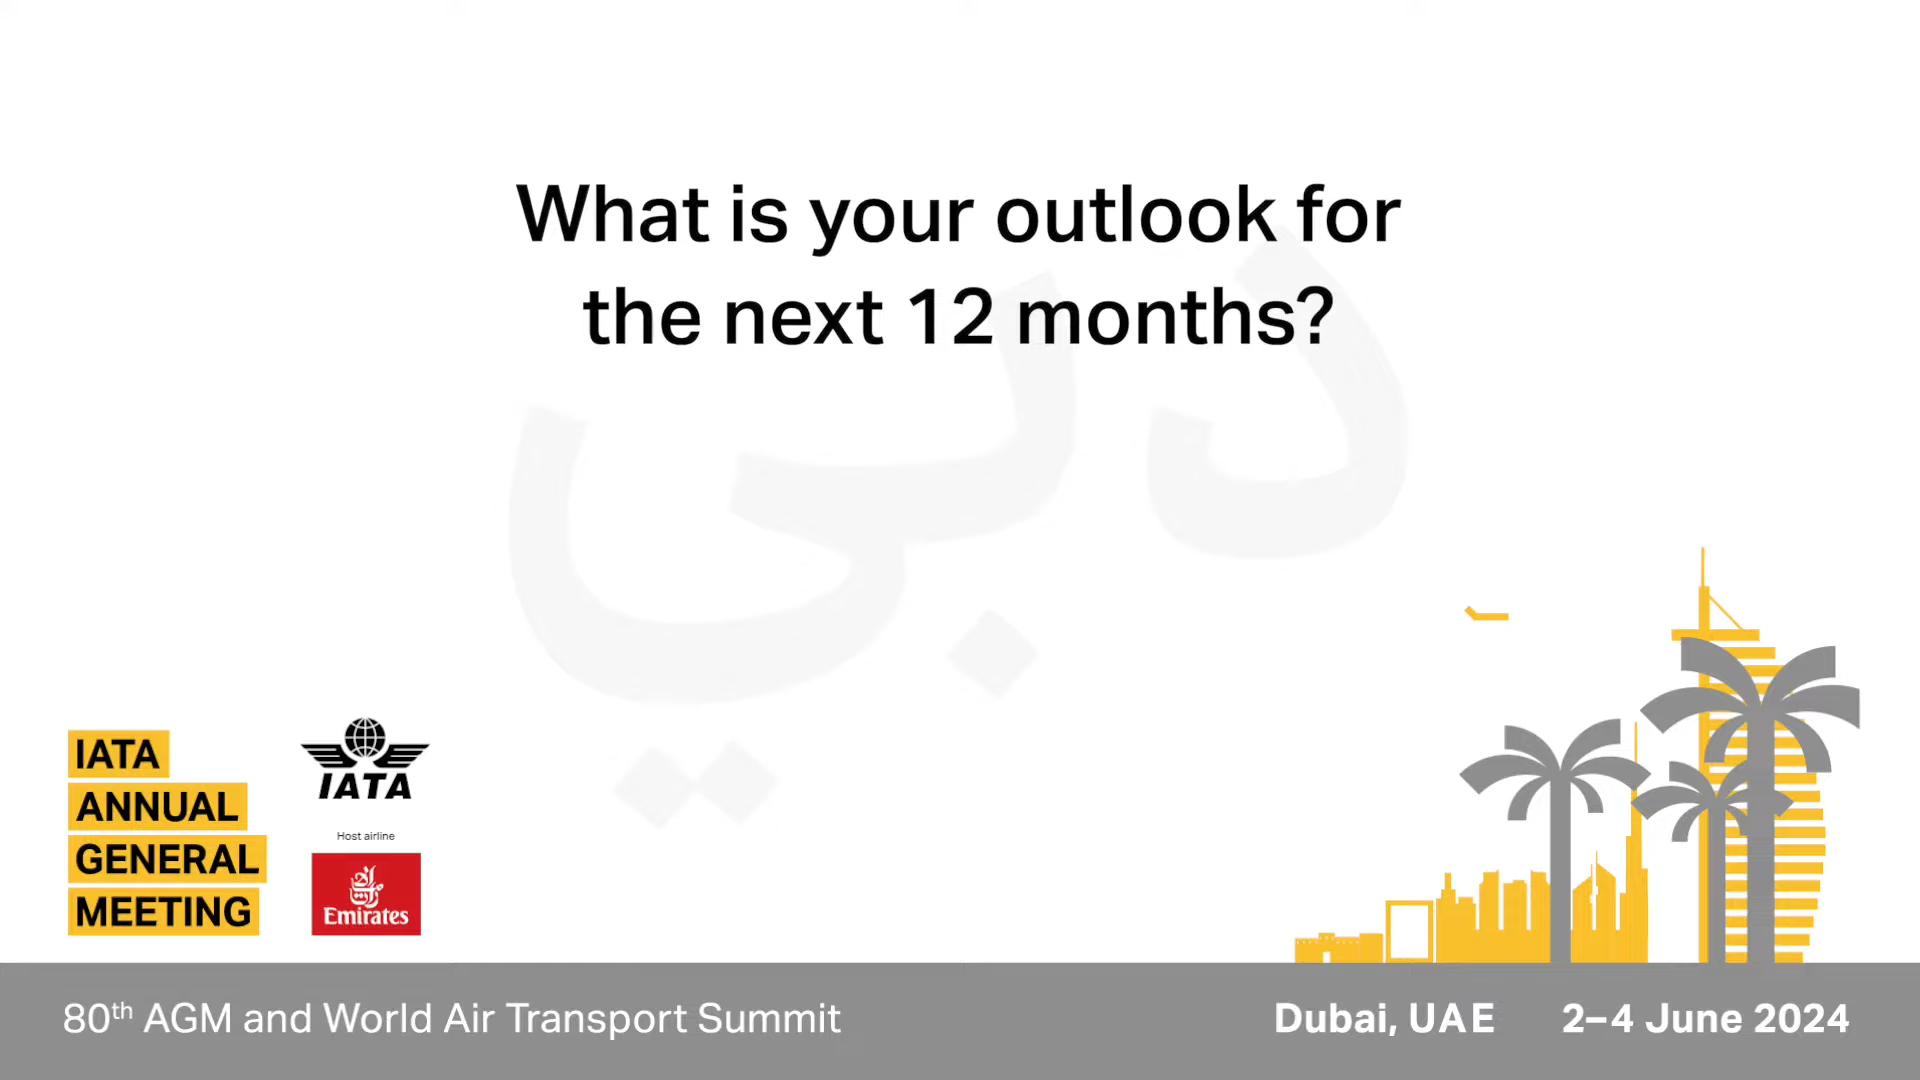 What is your outlook for
the next 12 months?
دبي
IATA
ANNUAL
GENERAL
MEETING
IATA
Host airline
Emirates
80th AGM and World Air Transport Summit
Dubai, UAE 2–4 June 2024